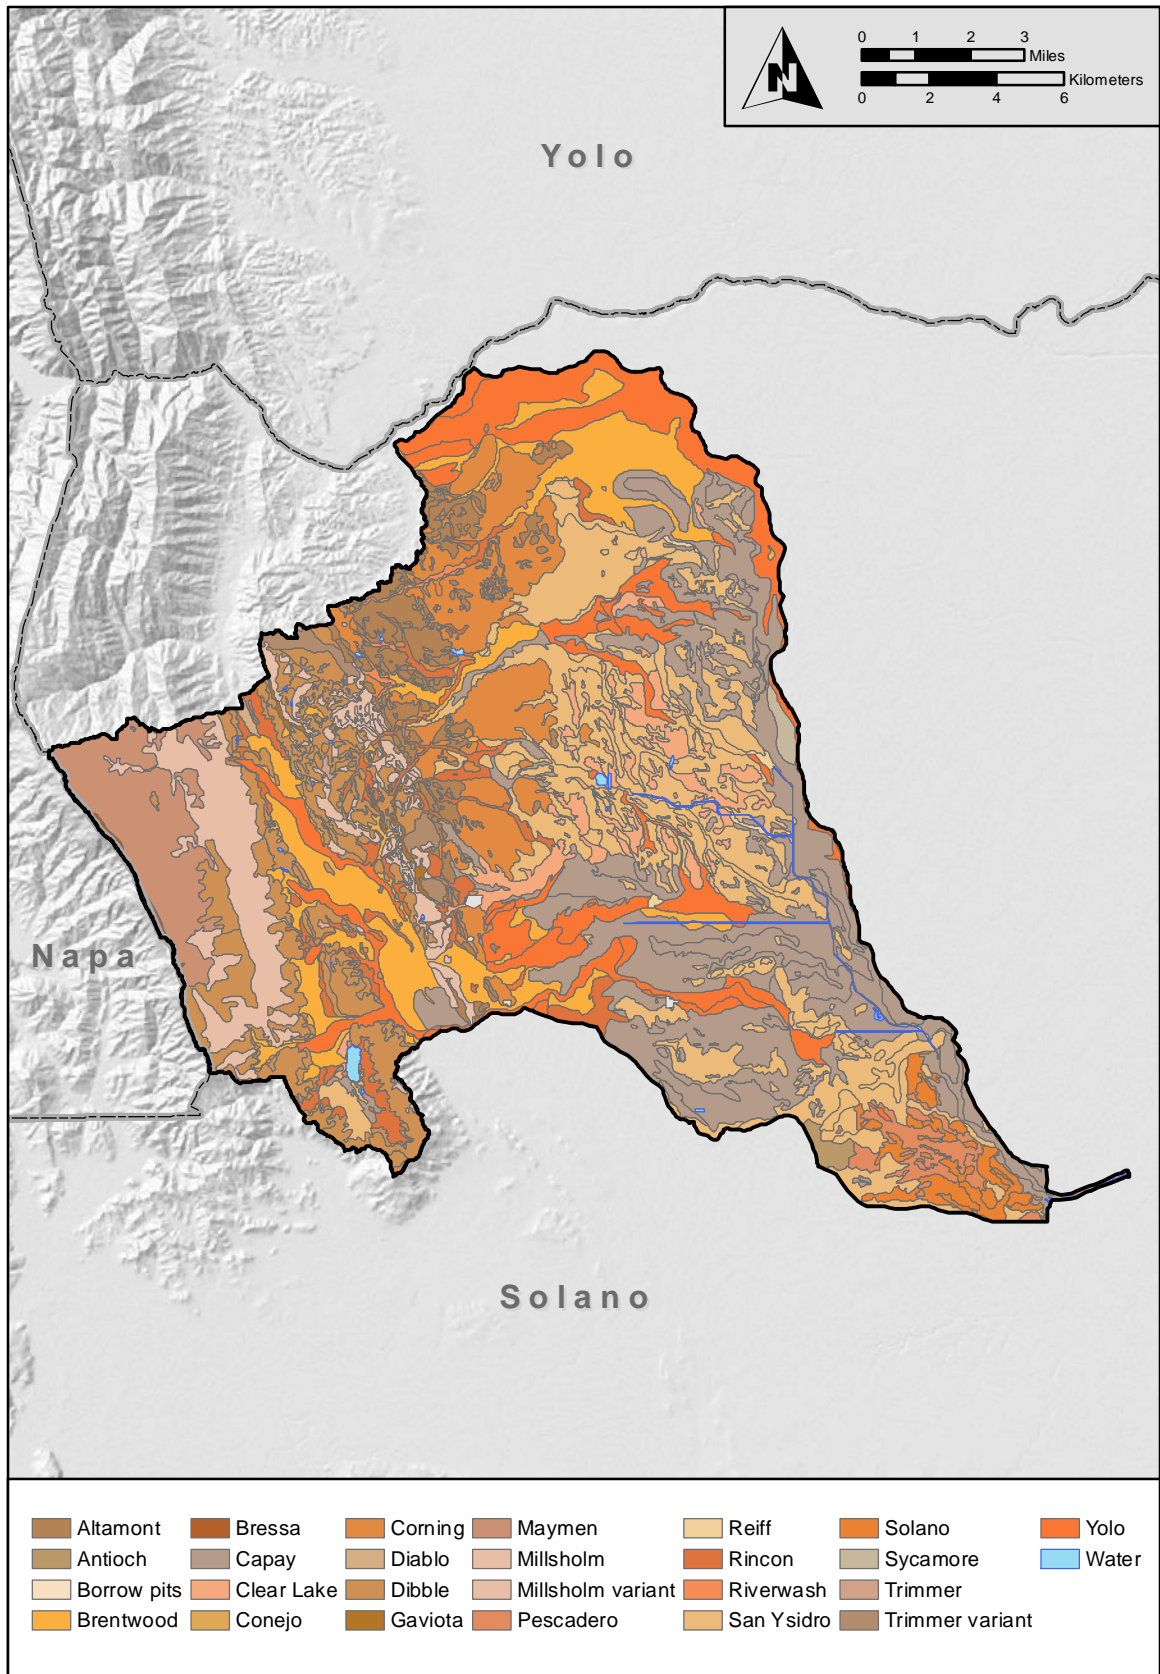 0 1 2 3
Miles
N
Kilometers
0 2 4 6
Yolo
Napa
Solano
Altamont Bressa Corning Maymen Reiff Solano Yolo
Antioch Capay Diablo Millsholm Rincon Sycamore Water
Borrow pits Clear Lake Dibble Millsholm variant Riverwash Trimmer
Brentwood Conejo Gaviota Pescadero San Ysidro Trimmer variant